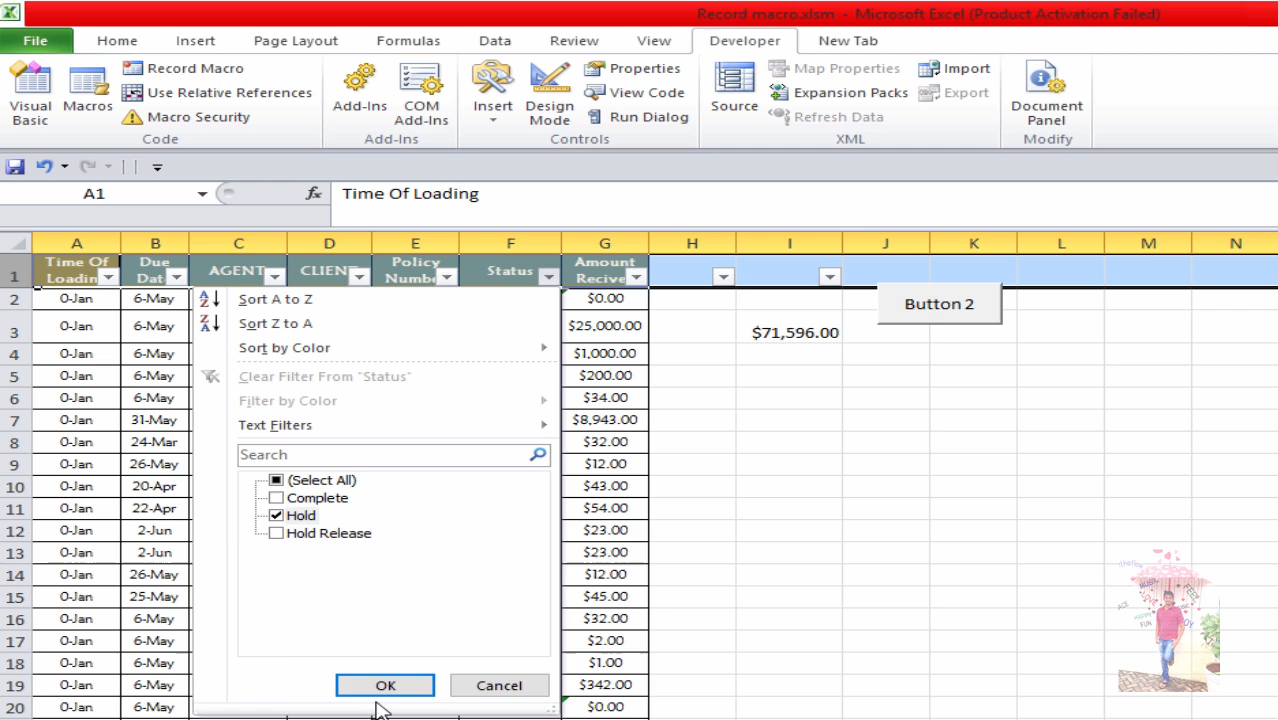 Record macro.xlsm - Microsoft Excel (Product Activation Failed)
File Home Insert Page Layout Formulas Data Review View Developer New Tab
Visual Basic
Macros
Record Macro
Use Relative References
Macro Security
Code
Add-Ins
COM Add-Ins
Add-Ins
Insert
Design Mode
Properties
View Code
Run Dialog
Controls
Source
Map Properties
Expansion Packs
Refresh Data
Import
Export
XML
Document Panel
Modify
A1 fx Time Of Loading
A B C D E F G H I J K L M N
1 Time Of Loadin Due Dat AGENT CLIENT Policy Numbe Status Amount Recive
2 0-Jan 6-May $0.00
3 0-Jan 6-May $25,000.00 $71,596.00
4 0-Jan 6-May $1,000.00
5 0-Jan 6-May $200.00
6 0-Jan 6-May $34.00
7 0-Jan 31-May $8,943.00
8 0-Jan 24-Mar $32.00
9 0-Jan 26-May $12.00
10 0-Jan 20-Apr $43.00
11 0-Jan 22-Apr $54.00
12 0-Jan 2-Jun $23.00
13 0-Jan 2-Jun $23.00
14 0-Jan 26-May $12.00
15 0-Jan 25-May $45.00
16 0-Jan 6-May $32.00
17 0-Jan 6-May $2.00
18 0-Jan 6-May $1.00
19 0-Jan 6-May $342.00
20 0-Jan 6-May $0.00
Button 2
Sort A to Z
Sort Z to A
Sort by Color
Clear Filter From "Status"
Filter by Color
Text Filters
Search
(Select All)
Complete
Hold
Hold Release
OK Cancel
MUSIC
LOVE
FEEL
ACE
HAPPY
FUN
JOY